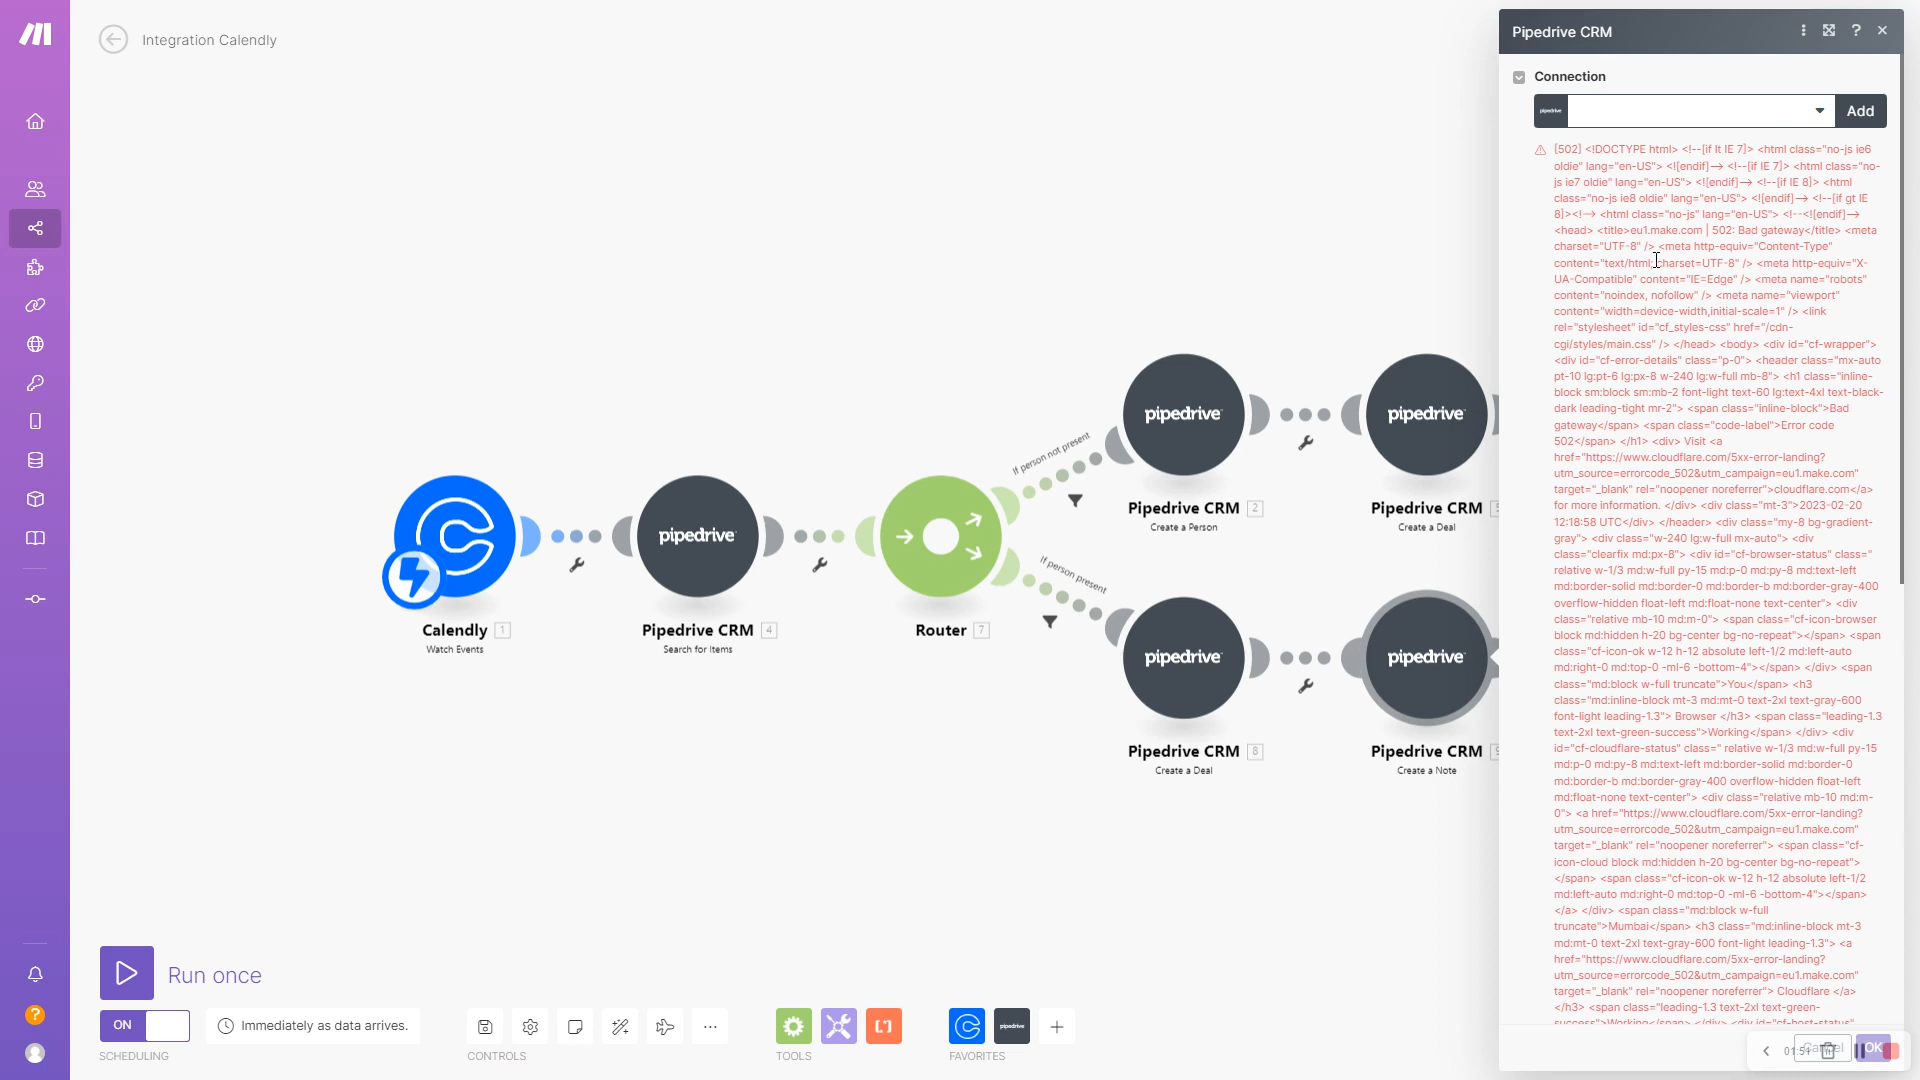 Integration Calendly
Pipedrive CRM
?
Connection
pipedrive
Add
[502] <!DOCTYPE html> <!--[if lt IE 7]> <html class="no-js ie6
oldie" lang="en-US"> <![endif]--> <!--[if IE 7]> <html class="no-
js ie7 oldie" lang="en-US"> <![endif]--> <!--[if IE 8]> <html
class="no-js ie8 oldie" lang="en-US"> <![endif]--> <!--[if gt IE
8]><!--> <html class="no-js" lang="en-US"> <!--<![endif]-->
<head> <title>eu1.make.com | 502: Bad gateway</title> <meta
charset="UTF-8" /> <meta http-equiv="Content-Type"
content="text/html; charset=UTF-8" /> <meta http-equiv="X-
UA-Compatible" content="IE=Edge" /> <meta name="robots"
content="noindex, nofollow" /> <meta name="viewport"
content="width=device-width,initial-scale=1" /> <link
rel="stylesheet" id="cf_styles-css" href="/cdn-
cgi/styles/main.css" /> </head> <body> <div id="cf-wrapper">
<div id="cf-error-details" class="p-0"> <header class="mx-auto
pt-10 lg:pt-6 lg:px-8 w-240 lg:w-full mb-8"> <h1 class="inline-
block sm:block sm:mb-2 font-light text-60 lg:text-4xl text-black-
dark leading-tight mr-2"> <span class="inline-block">Bad
gateway</span> <span class="code-label">Error code
502</span> </h1> <div> Visit <a
href="https://www.cloudflare.com/5xx-error-landing?
utm_source=errorcode_502&utm_campaign=eu1.make.com"
target="_blank" rel="noopener noreferrer">cloudflare.com</a>
for more information. </div> <div class="mt-3">2023-02-20
12:18:58 UTC</div> </header> <div class="my-8 bg-gradient-
gray"> <div class="w-240 lg:w-full mx-auto"> <div
class="clearfix md:px-8"> <div id="cf-browser-status" class="
relative w-1/3 md:w-full py-15 md:p-0 md:py-8 md:text-left
md:border-solid md:border-0 md:border-b md:border-gray-400
overflow-hidden float-left md:float-none text-center"> <div
class="relative mb-10 md:m-0"> <span class="cf-icon-browser
block md:hidden h-20 bg-center bg-no-repeat"></span> <span
class="cf-icon-ok w-12 h-12 absolute left-1/2 md:left-auto
md:right-0 md:top-0 -ml-6 -bottom-4"></span> </div> <span
class="md:block w-full truncate">You</span> <h3
class="md:inline-block mt-3 md:mt-0 text-2xl text-gray-600
font-light leading-1.3"> Browser </h3> <span class="leading-1.3
text-2xl text-green-success">Working</span> </div> <div
id="cf-cloudflare-status" class=" relative w-1/3 md:w-full py-15
md:p-0 md:py-8 md:text-left md:border-solid md:border-0
md:border-b md:border-gray-400 overflow-hidden float-left
md:float-none text-center"> <div class="relative mb-10 md:m-
0"> <a href="https://www.cloudflare.com/5xx-error-landing?
utm_source=errorcode_502&utm_campaign=eu1.make.com"
target="_blank" rel="noopener noreferrer"> <span class="cf-
icon-cloud block md:hidden h-20 bg-center bg-no-repeat">
</span> <span class="cf-icon-ok w-12 h-12 absolute left-1/2
md:left-auto md:right-0 md:top-0 -ml-6 -bottom-4"></span>
</a> </div> <span class="md:block w-full
truncate">Mumbai</span> <h3 class="md:inline-block mt-3
md:mt-0 text-2xl text-gray-600 font-light leading-1.3"> <a
href="https://www.cloudflare.com/5xx-error-landing?
utm_source=errorcode_502&utm_campaign=eu1.make.com"
target="_blank" rel="noopener noreferrer"> Cloudflare </a>
</h3> <span class="leading-1.3 text-2xl text-green-
success">Working</span> </div> <div id="cf-host-status"
If person not present
If person present
pipedrive
Pipedrive CRM 2
Create a Person
pipedrive
Pipedrive CRM
Create a Deal
Calendly 1
Watch Events
pipedrive
Pipedrive CRM 4
Search for Items
Router 7
pipedrive
Pipedrive CRM 8
Create a Deal
pipedrive
Pipedrive CRM
Create a Note
Run once
ON
Immediately as data arrives.
SCHEDULING
CONTROLS
TOOLS
pipedrive
FAVORITES
?
01:51
Cancel
OK